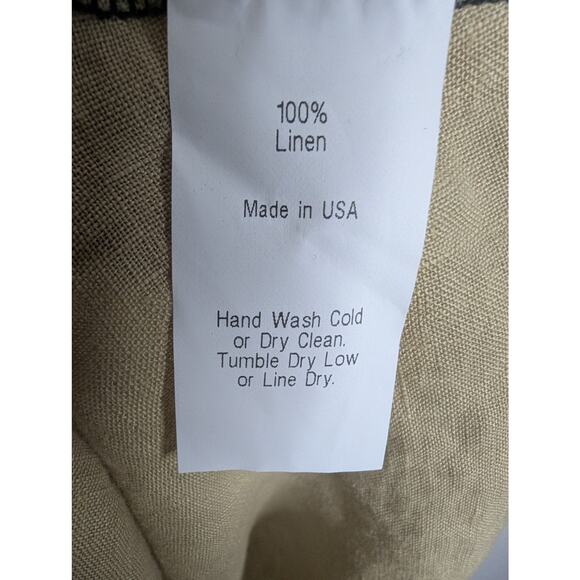 100%
Linen
Made in USA
Hand Wash Cold
or Dry Clean.
Tumble Dry Low
or Line Dry.